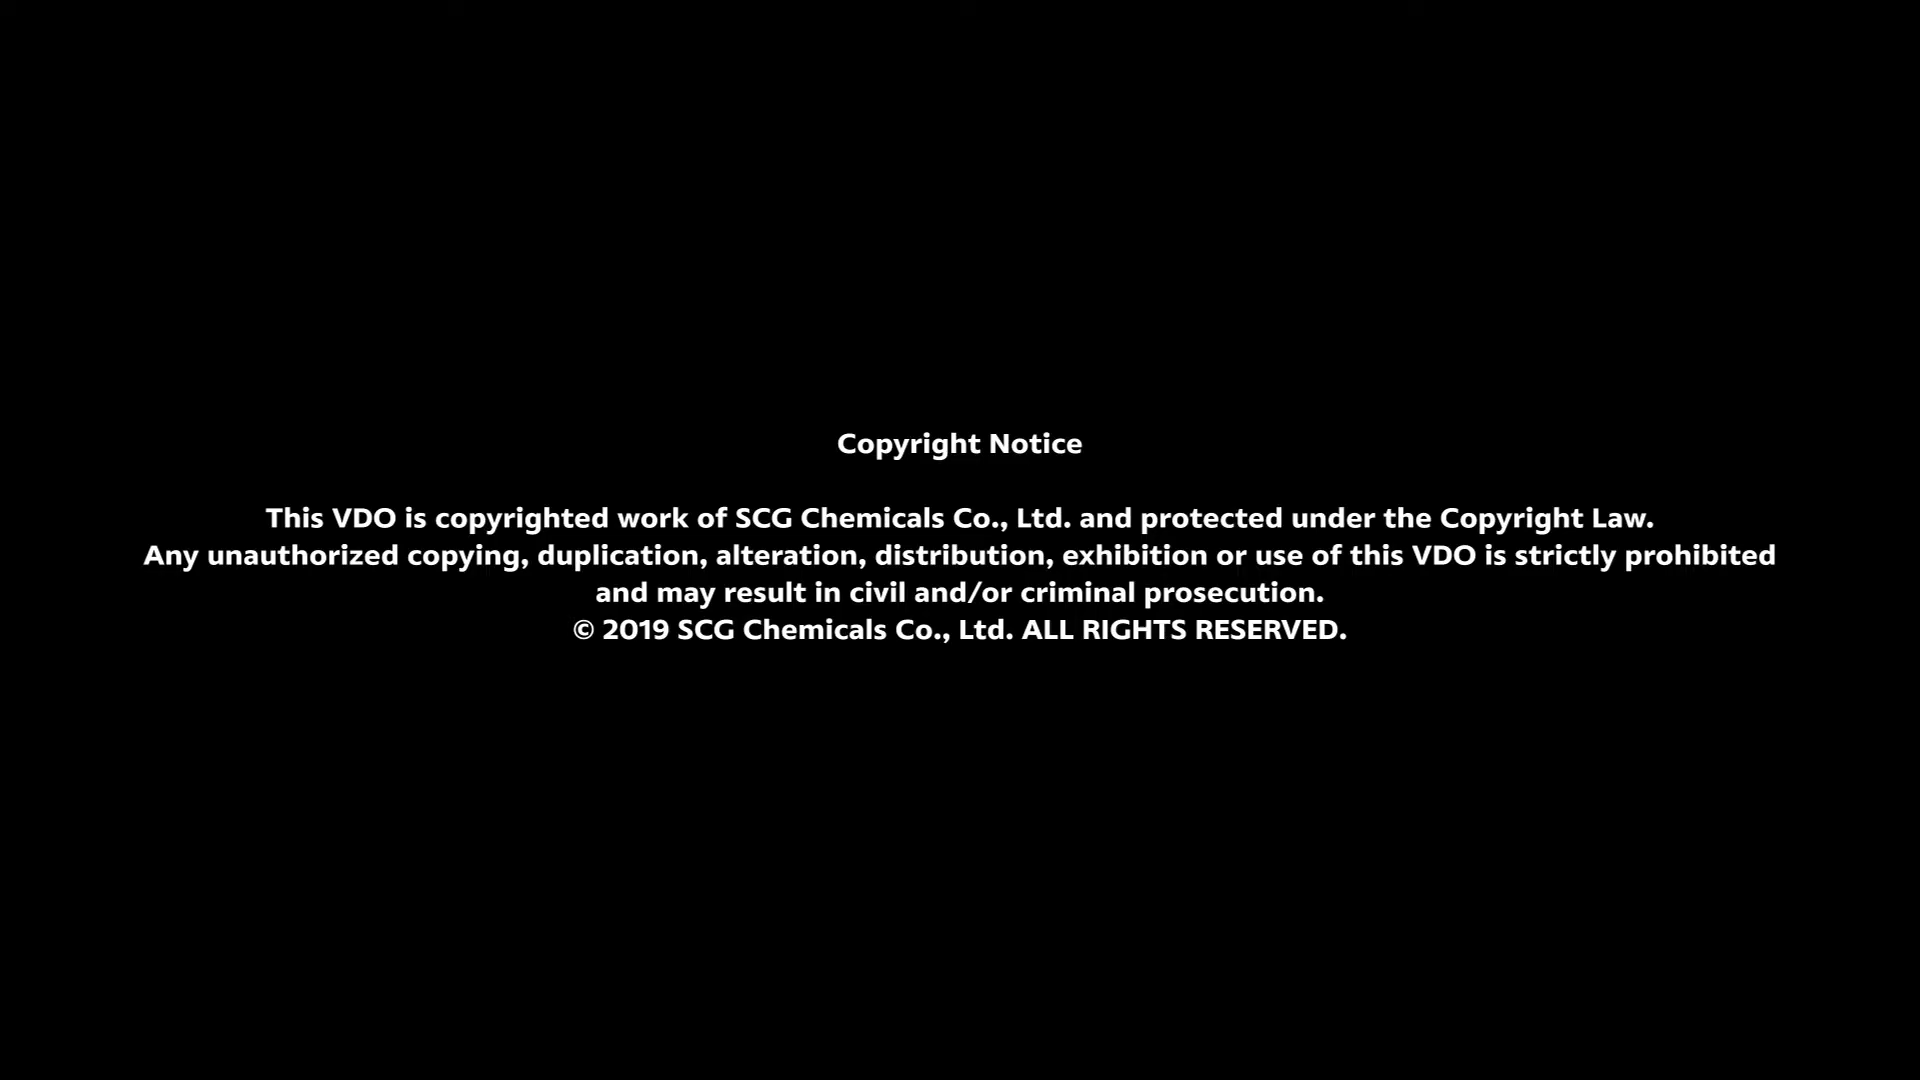 Copyright Notice
This VDO is copyrighted work of SCG Chemicals Co., Ltd. and protected under the Copyright Law.
Any unauthorized copying, duplication, alteration, distribution, exhibition or use of this VDO is strictly prohibited
and may result in civil and/or criminal prosecution.
© 2019 SCG Chemicals Co., Ltd. ALL RIGHTS RESERVED.